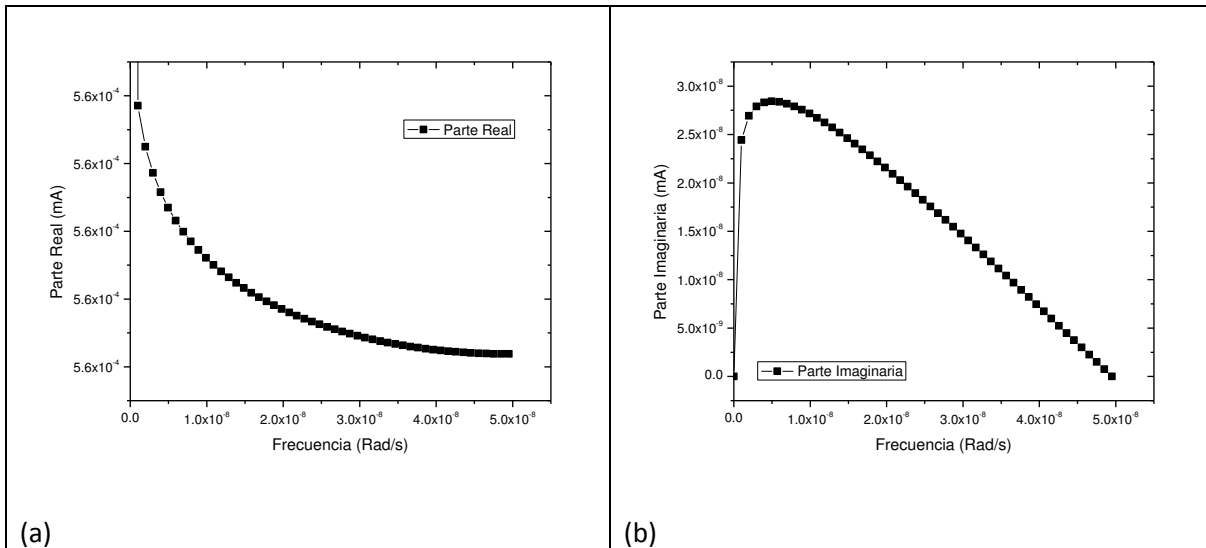 5.6x10⁻⁴
5.6x10⁻⁴
5.6x10⁻⁴
5.6x10⁻⁴
5.6x10⁻⁴
Parte Real (mA)
Parte Real
0.0 1.0x10⁻⁸ 2.0x10⁻⁸ 3.0x10⁻⁸ 4.0x10⁻⁸ 5.0x10⁻⁸
Frecuencia (Rad/s)
(a)
3.0x10⁻⁸
2.5x10⁻⁸
2.0x10⁻⁸
1.5x10⁻⁸
1.0x10⁻⁸
5.0x10⁻⁹
0.0
Parte Imaginaria (mA)
Parte Imaginaria
0.0 1.0x10⁻⁸ 2.0x10⁻⁸ 3.0x10⁻⁸ 4.0x10⁻⁸ 5.0x10⁻⁸
Frecuencia (Rad/s)
(b)